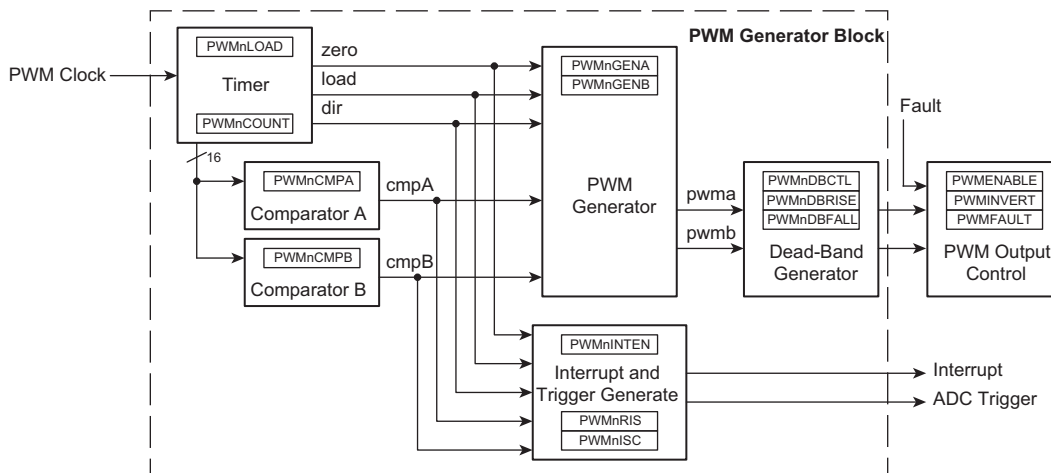 PWM Generator Block
PWM Clock
PWMnLOAD
Timer
PWMnCOUNT
zero
load
dir
16
PWMnCMPA
Comparator A
cmpA
PWMnCMPB
Comparator B
cmpB
PWMnGENA
PWMnGENB
PWM
Generator
pwma
pwmb
PWMnDBCTL
PWMnDBRISE
PWMnDBFALL
Dead-Band
Generator
Fault
PWMENABLE
PWMINVERT
PWMFAULT
PWM Output
Control
PWMnINTEN
Interrupt and
Trigger Generate
PWMnRIS
PWMnISC
Interrupt
ADC Trigger